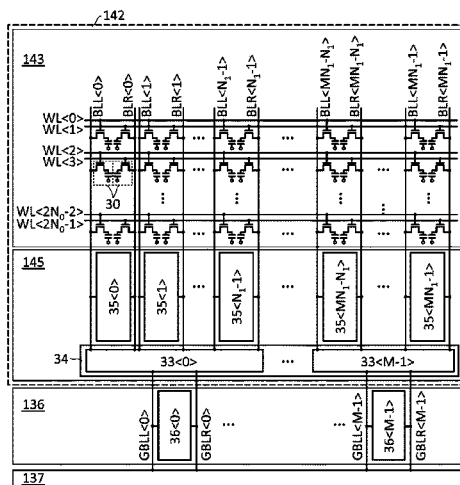 142
143
BLL<0>
BLR<0>
BLL<1>
BLR<1>
BLL<N₁-1>
BLR<N₁-1>
BLL<MN₁-N₁>
BLR<MN₁-N₁>
BLL<MN₁-1>
BLR<MN₁-1>
WL<0>
WL<1>
WL<2>
WL<3>
30
WL<2N₀-2>
WL<2N₀-1>
145
35<0>
35<1>
35<N₁-1>
35<MN₁-N₁>
35<MN₁-1>
34
33<0>
33<M-1>
136
GBLL<0>
36<0>
GBLR<0>
GBLL<M-1>
36<M-1>
GBLR<M-1>
137